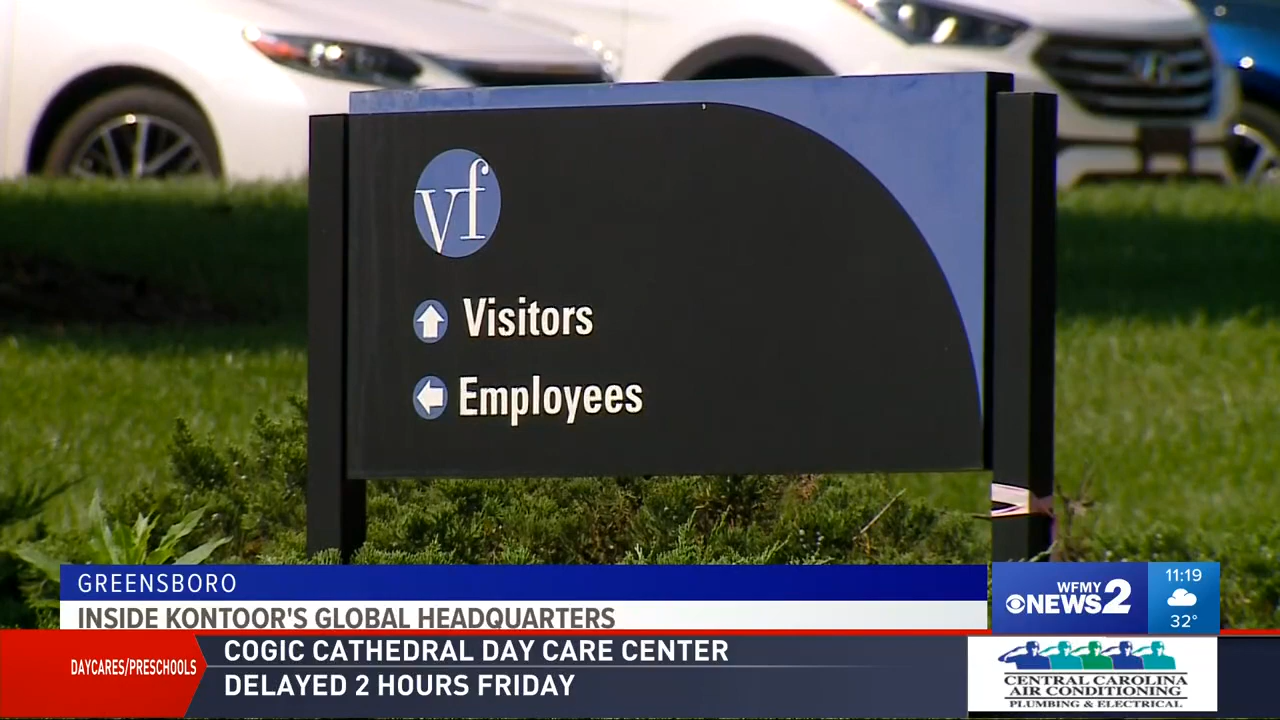 vf
Visitors
Employees
GREENSBORO
INSIDE KONTOOR'S GLOBAL HEADQUARTERS
WFMY
NEWS 2
11:19
32°
DAYCARES/PRESCHOOLS
COGIC CATHEDRAL DAY CARE CENTER
DELAYED 2 HOURS FRIDAY
CENTRAL CAROLINA
AIR CONDITIONING
PLUMBING & ELECTRICAL